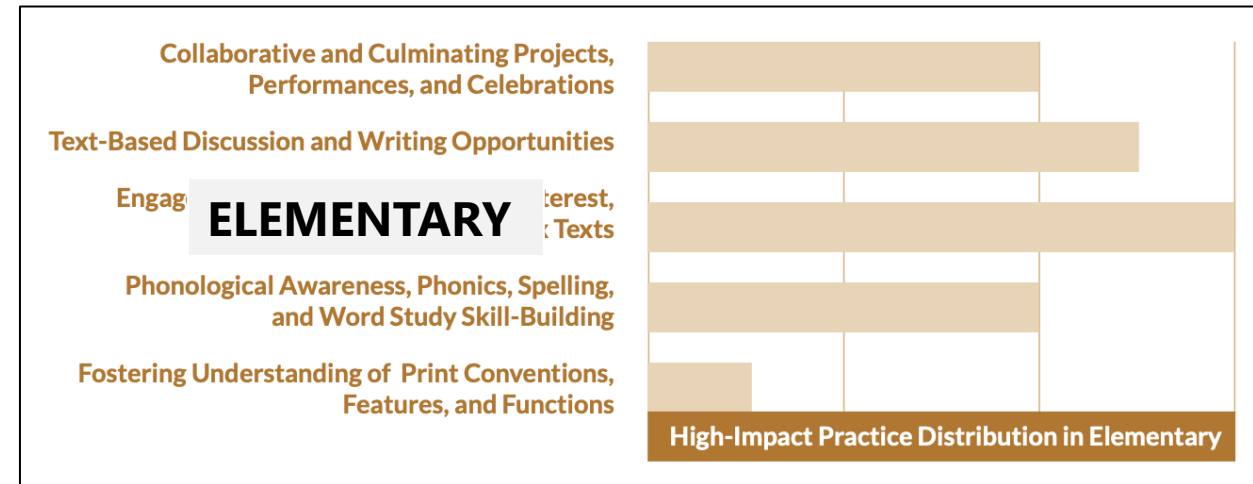 Collaborative and Culminating Projects,
Performances, and Celebrations
Text-Based Discussion and Writing Opportunities
Engag terest,
ELEMENTARY
Texts
Phonological Awareness, Phonics, Spelling,
and Word Study Skill-Building
Fostering Understanding of Print Conventions,
Features, and Functions
High-Impact Practice Distribution in Elementary